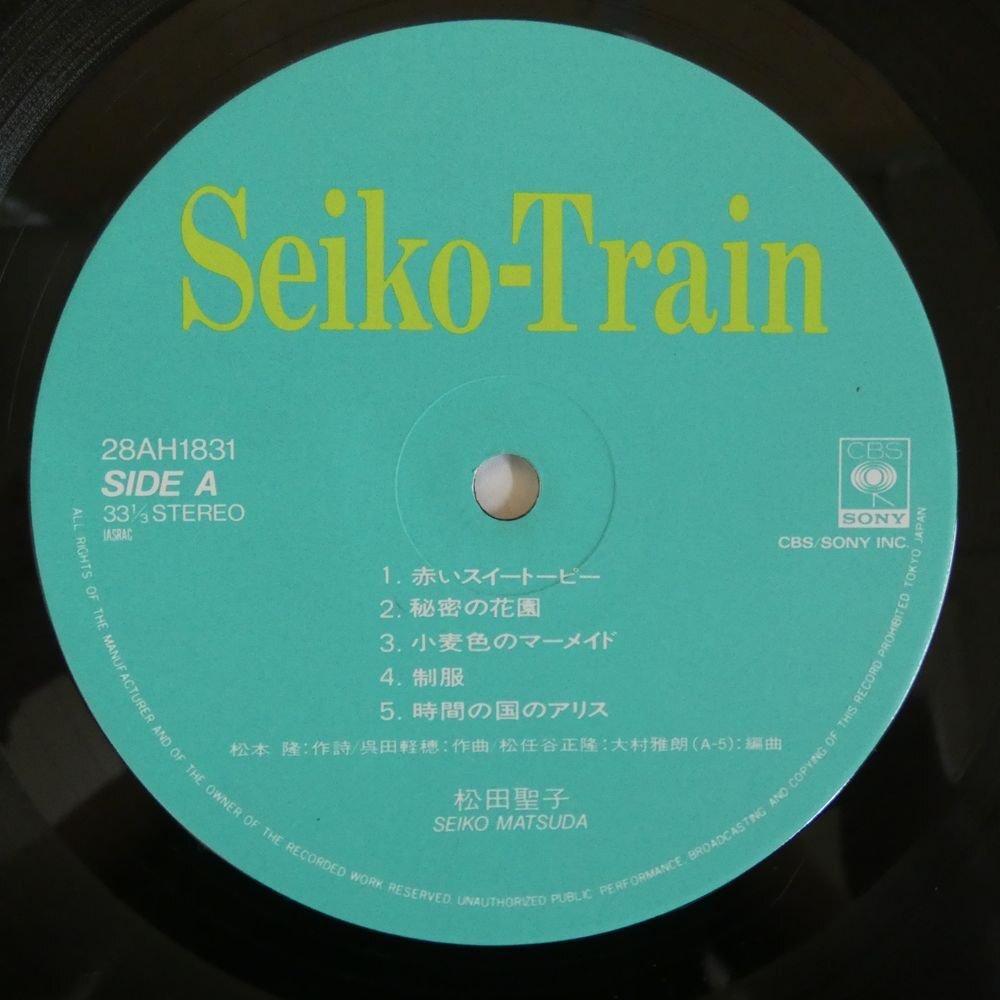 Seiko-Train
28AH1831
SIDE A
33⅓ STEREO
JASRAC
CBS
SONY
CBS/SONY INC.
1. 赤いスイートーピー
2. 秘密の花園
3. 小麦色のマーメイド
4. 制服
5. 時間の国のアリス
松本 隆:作詩/呉田軽穂:作曲/松任谷正隆:大村雅朗(A-5):編曲
松田聖子
SEIKO MATSUDA
ALL RIGHTS OF THE MANUFACTURER AND OF THE OWNER OF THE RECORDED WORK RESERVED. UNAUTHORIZED PUBLIC PERFORMANCE. BROADCASTING AND COPYING OF THIS RECORD PROHIBITED TOKYO JAPAN